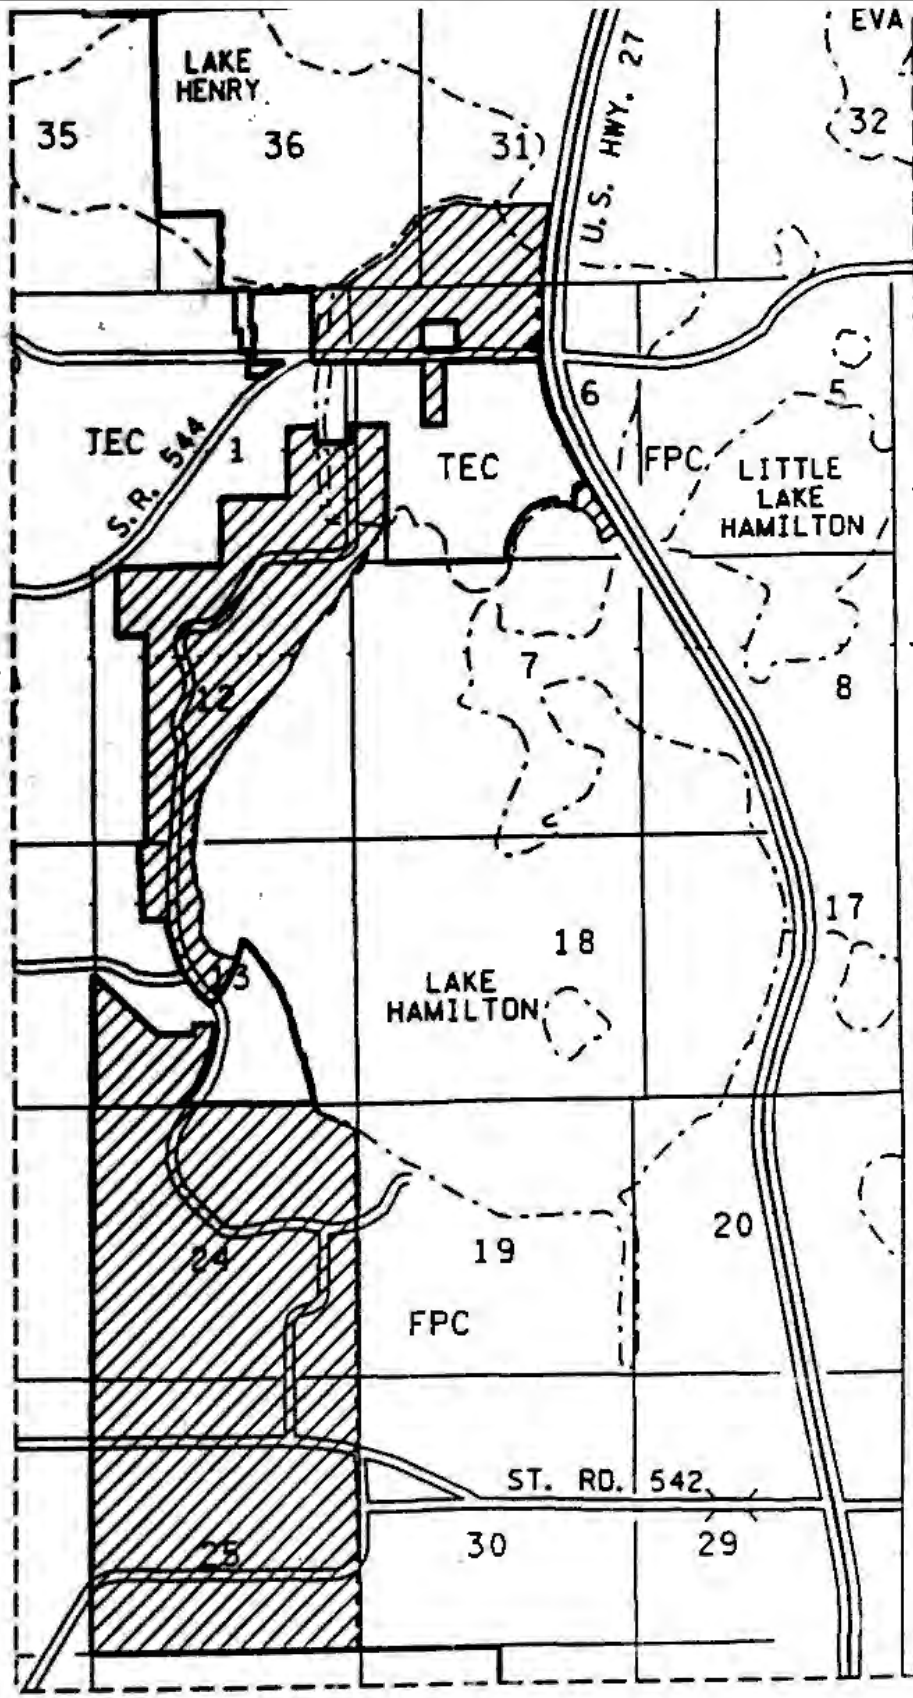 EVA
LAKE
HENRY
U.S. HWY. 27
35
36
31
32
6
5
TEC
S.R. 544
1
TEC
FPC
LITTLE
LAKE
HAMILTON
7
8
12
17
18
LAKE
HAMILTON
13
20
24
19
FPC
ST. RD. 542
25
30
29